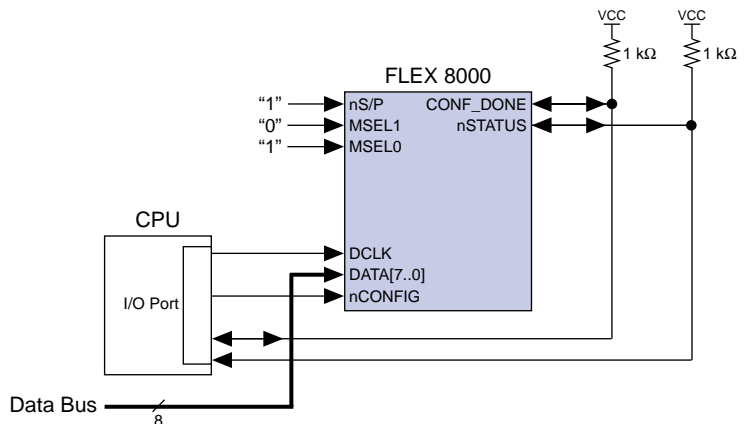 VCC
VCC
1 kΩ
1 kΩ
FLEX 8000
“1”
nS/P
CONF_DONE
“0”
MSEL1
nSTATUS
“1”
MSEL0
CPU
DCLK
DATA[7..0]
I/O Port
nCONFIG
Data Bus
8